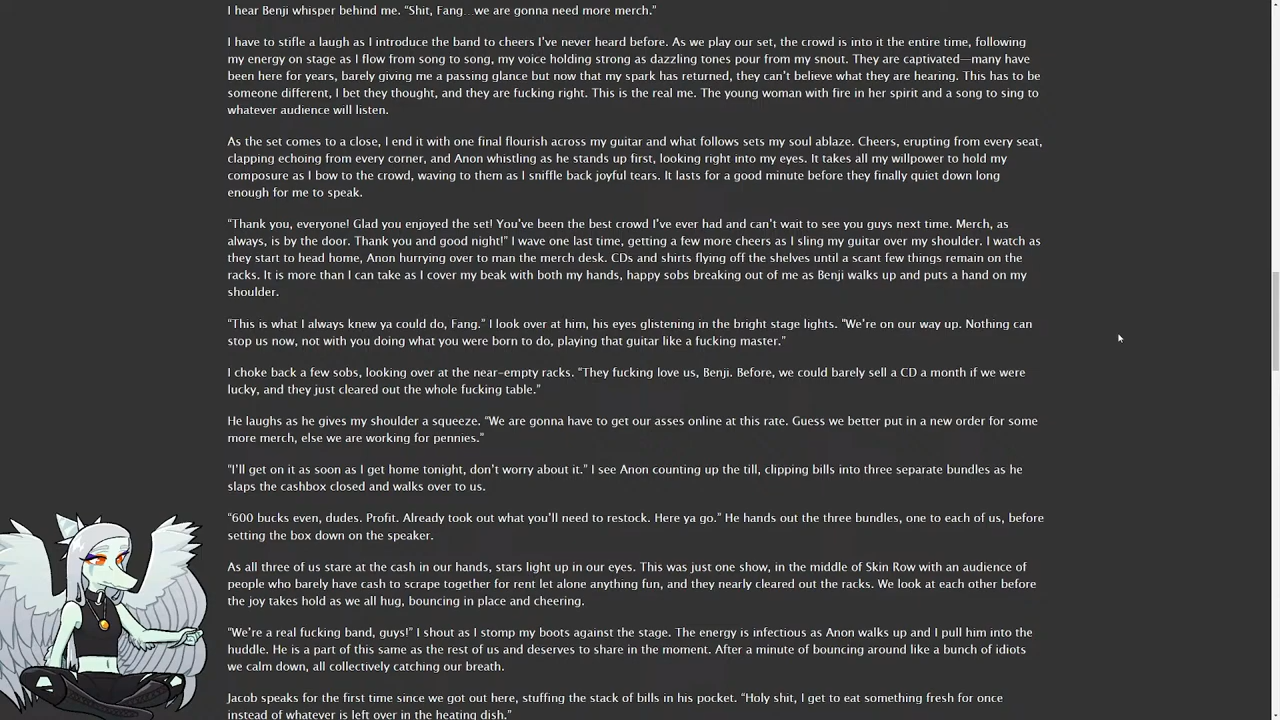 I hear Benji whisper behind me. “Shit, Fang…we are gonna need more merch.”
I have to stifle a laugh as I introduce the band to cheers I’ve never heard before. As we play our set, the crowd is into it the entire time, following
my energy on stage as I flow from song to song, my voice holding strong as dazzling tones pour from my snout. They are captivated—many have
been here for years, barely giving me a passing glance but now that my spark has returned, they can’t believe what they are hearing. This has to be
someone different, I bet they thought, and they are fucking right. This is the real me. The young woman with fire in her spirit and a song to sing to
whatever audience will listen.
As the set comes to a close, I end it with one final flourish across my guitar and what follows sets my soul ablaze. Cheers, erupting from every seat,
clapping echoing from every corner, and Anon whistling as he stands up first, looking right into my eyes. It takes all my willpower to hold my
composure as I bow to the crowd, waving to them as I sniffle back joyful tears. It lasts for a good minute before they finally quiet down long
enough for me to speak.
“Thank you, everyone! Glad you enjoyed the set! You’ve been the best crowd I’ve ever had and can’t wait to see you guys next time. Merch, as
always, is by the door. Thank you and good night!” I wave one last time, getting a few more cheers as I sling my guitar over my shoulder. I watch as
they start to head home, Anon hurrying over to man the merch desk. CDs and shirts flying off the shelves until a scant few things remain on the
racks. It is more than I can take as I cover my beak with both my hands, happy sobs breaking out of me as Benji walks up and puts a hand on my
shoulder.
“This is what I always knew ya could do, Fang.” I look over at him, his eyes glistening in the bright stage lights. “We’re on our way up. Nothing can
stop us now, not with you doing what you were born to do, playing that guitar like a fucking master.”
I choke back a few sobs, looking over at the near-empty racks. “They fucking love us, Benji. Before, we could barely sell a CD a month if we were
lucky, and they just cleared out the whole fucking table.”
He laughs as he gives my shoulder a squeeze. “We are gonna have to get our asses online at this rate. Guess we better put in a new order for some
more merch, else we are working for pennies.”
“I’ll get on it as soon as I get home tonight, don’t worry about it.” I see Anon counting up the till, clipping bills into three separate bundles as he
slaps the cashbox closed and walks over to us.
“600 bucks even, dudes. Profit. Already took out what you’ll need to restock. Here ya go.” He hands out the three bundles, one to each of us, before
setting the box down on the speaker.
As all three of us stare at the cash in our hands, stars light up in our eyes. This was just one show, in the middle of Skin Row with an audience of
people who barely have cash to scrape together for rent let alone anything fun, and they nearly cleared out the racks. We look at each other before
the joy takes hold as we all hug, bouncing in place and cheering.
“We’re a real fucking band, guys!” I shout as I stomp my boots against the stage. The energy is infectious as Anon walks up and I pull him into the
huddle. He is a part of this same as the rest of us and deserves to share in the moment. After a minute of bouncing around like a bunch of idiots
we calm down, all collectively catching our breath.
Jacob speaks for the first time since we got out here, stuffing the stack of bills in his pocket. “Holy shit, I get to eat something fresh for once
instead of whatever is left over in the heating dish.”